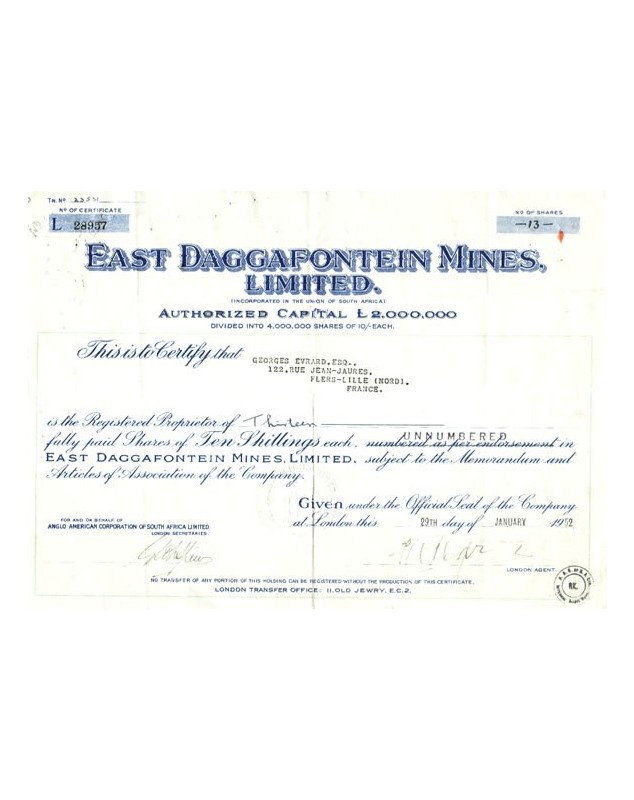 TR. Nº
Nº OF CERTIFICATE
L 28957
Nº OF SHARES
—13—
EAST DAGGAFONTEIN MINES,
LIMITED.
(INCORPORATED IN THE UNION OF SOUTH AFRICA)
AUTHORIZED CAPITAL £2,000,000
DIVIDED INTO 4,000,000 SHARES OF 10/- EACH.
This is to Certify that
GEORGES EVRARD,ESQ.,
122,RUE JEAN-JAURES,
FLERS-LILLE (NORD),
FRANCE.
is the Registered Proprietor of Thirteen
UNNUMBERED
fully paid Shares of Ten Shillings each, numbered as per endorsement in
EAST DAGGAFONTEIN MINES, LIMITED. subject to the Memorandum and
Articles of Association of the Company.
Given under the Official Seal of the Company
at London this 29TH day of JANUARY 1952
FOR AND ON BEHALF OF
ANGLO AMERICAN CORPORATION OF SOUTH AFRICA LIMITED
LONDON SECRETARIES.
LONDON AGENT.
NO TRANSFER OF ANY PORTION OF THIS HOLDING CAN BE REGISTERED WITHOUT THE PRODUCTION OF THIS CERTIFICATE.
LONDON TRANSFER OFFICE: 11, OLD JEWRY, E.C.2.
RK.